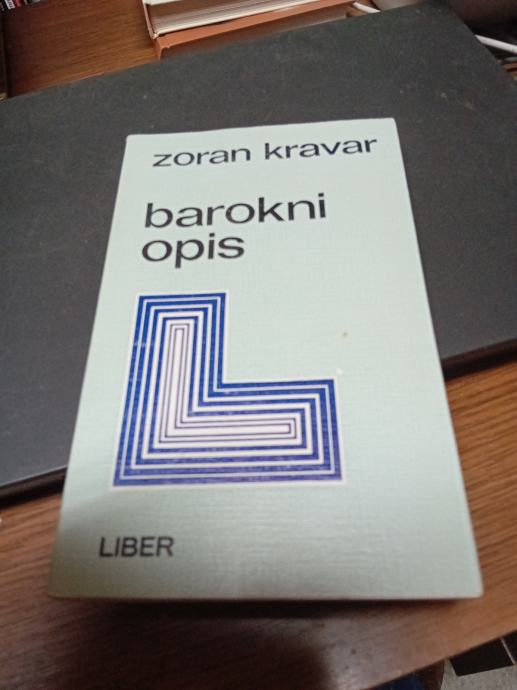 zoran kravar
barokni
opis
LIBER